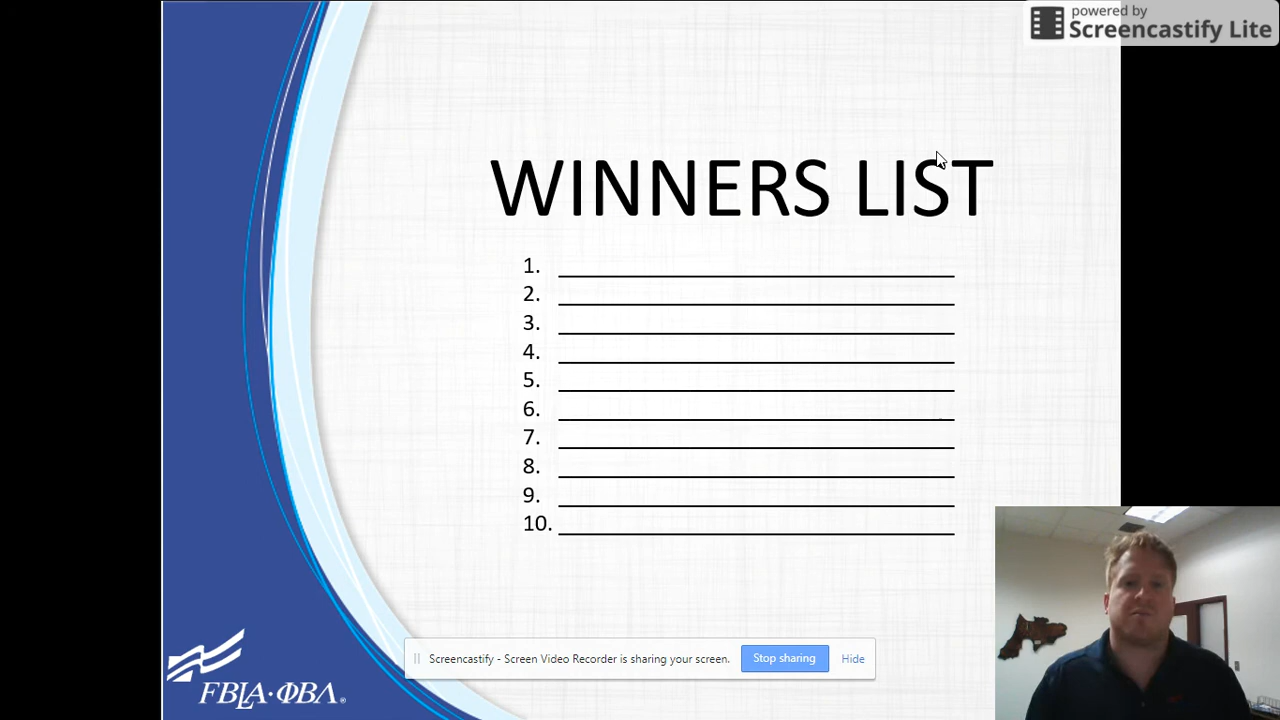 powered by
Screencastify Lite
WINNERS LIST
1.
2.
3.
4.
5.
6.
7.
8.
9.
10.
Screencastify - Screen Video Recorder is sharing your screen.
Stop sharing
Hide
FBLA·ΦΒΛ®